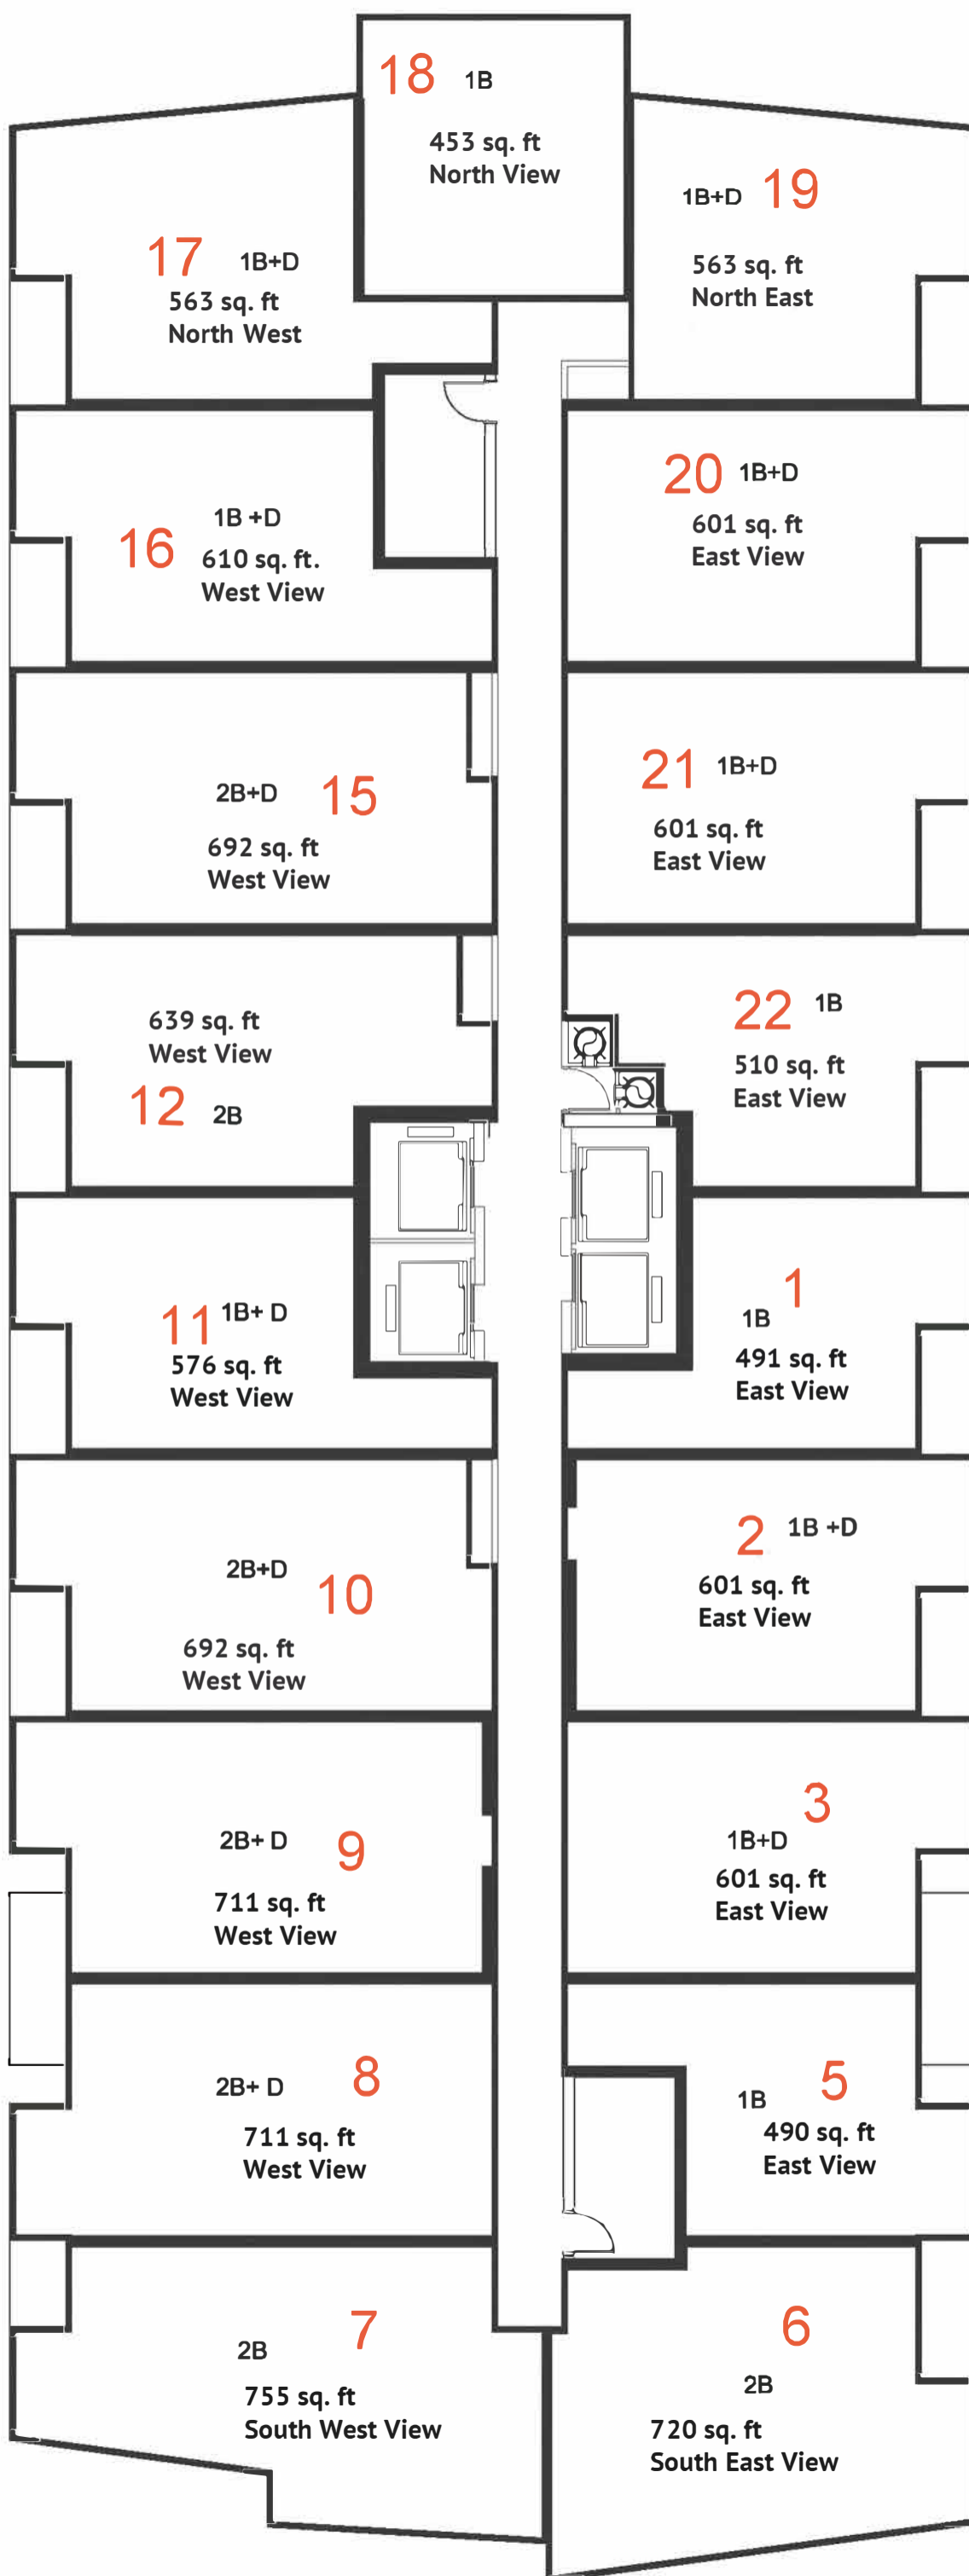 18 1B
453 sq. ft
North View
1B+D 19
563 sq. ft
North East
17 1B+D
563 sq. ft
North West
20 1B+D
601 sq. ft
East View
1B +D
16 610 sq. ft.
West View
21 1B+D
601 sq. ft
East View
2B+D 15
692 sq. ft
West View
22 1B
510 sq. ft
East View
639 sq. ft
West View
12 2B
1
1B
491 sq. ft
East View
11 1B+ D
576 sq. ft
West View
2 1B +D
601 sq. ft
East View
2B+D 10
692 sq. ft
West View
3
1B+D
601 sq. ft
East View
2B+ D 9
711 sq. ft
West View
5
1B
490 sq. ft
East View
2B+ D 8
711 sq. ft
West View
6
2B
720 sq. ft
South East View
7
2B
755 sq. ft
South West View